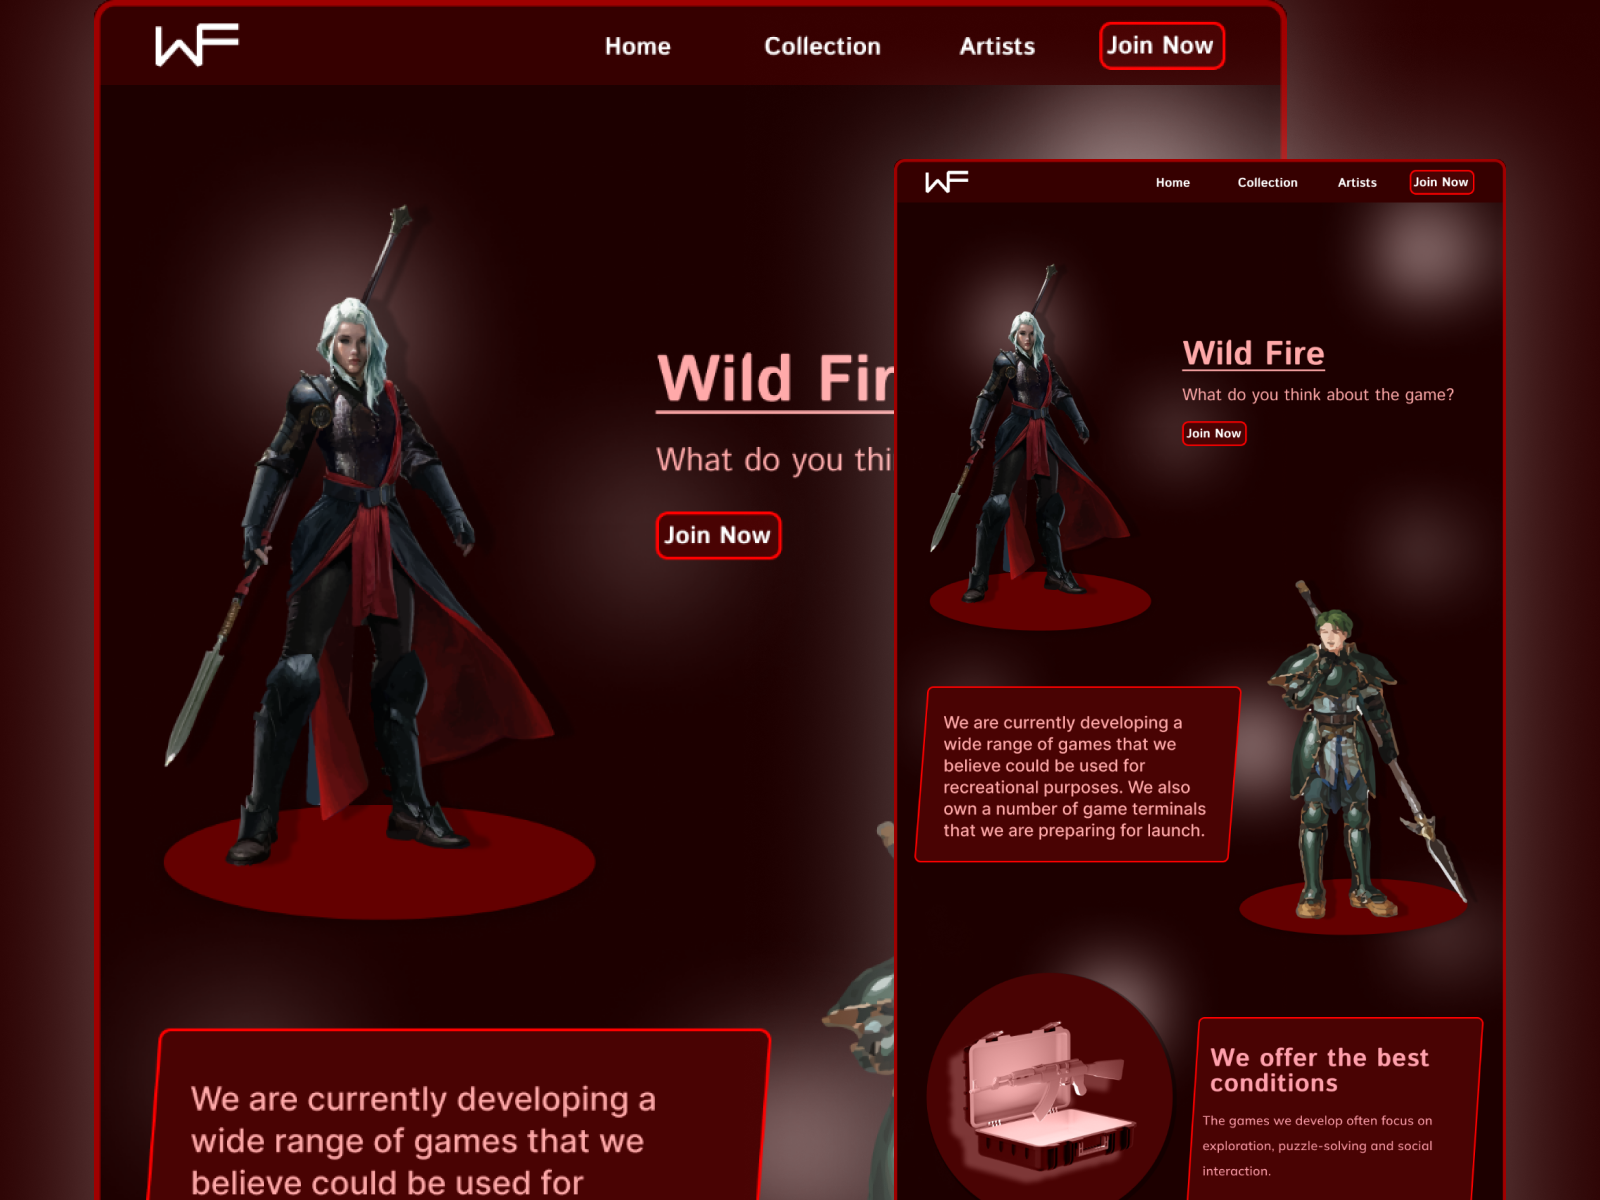 WF
Home Collection Artists Join Now
Wild Fir
What do you thi
Join Now
We are currently developing a
wide range of games that we
believe could be used for
WF
Home Collection Artists Join Now
Wild Fire
What do you think about the game?
Join Now
We are currently developing a
wide range of games that we
believe could be used for
recreational purposes. We also
own a number of game terminals
that we are preparing for launch.
We offer the best
conditions
The games we develop often focus on
exploration, puzzle-solving and social
interaction.